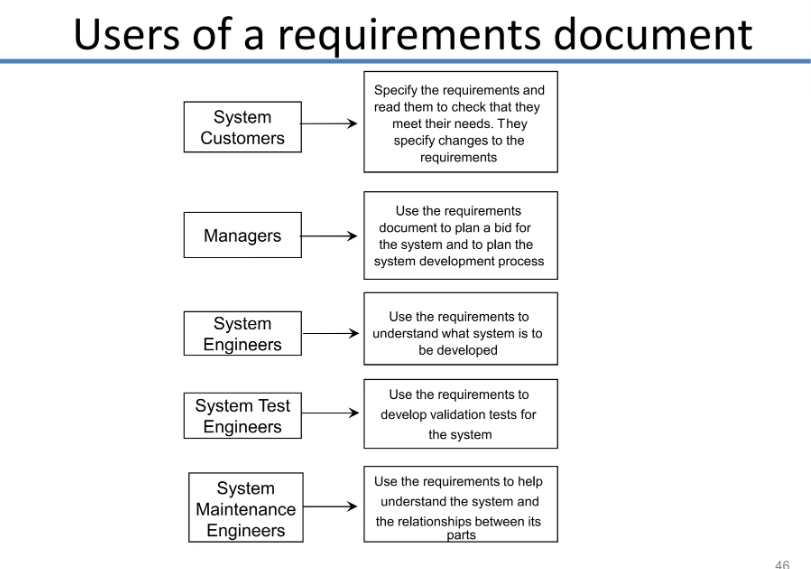 Users of a requirements document
System
Customers
Specify the requirements and
read them to check that they
meet their needs. They
specify changes to the
requirements
Managers
Use the requirements
document to plan a bid for
the system and to plan the
system development process
System
Engineers
Use the requirements to
understand what system is to
be developed
System Test
Engineers
Use the requirements to
develop validation tests for
the system
System
Maintenance
Engineers
Use the requirements to help
understand the system and
the relationships between its
parts
46